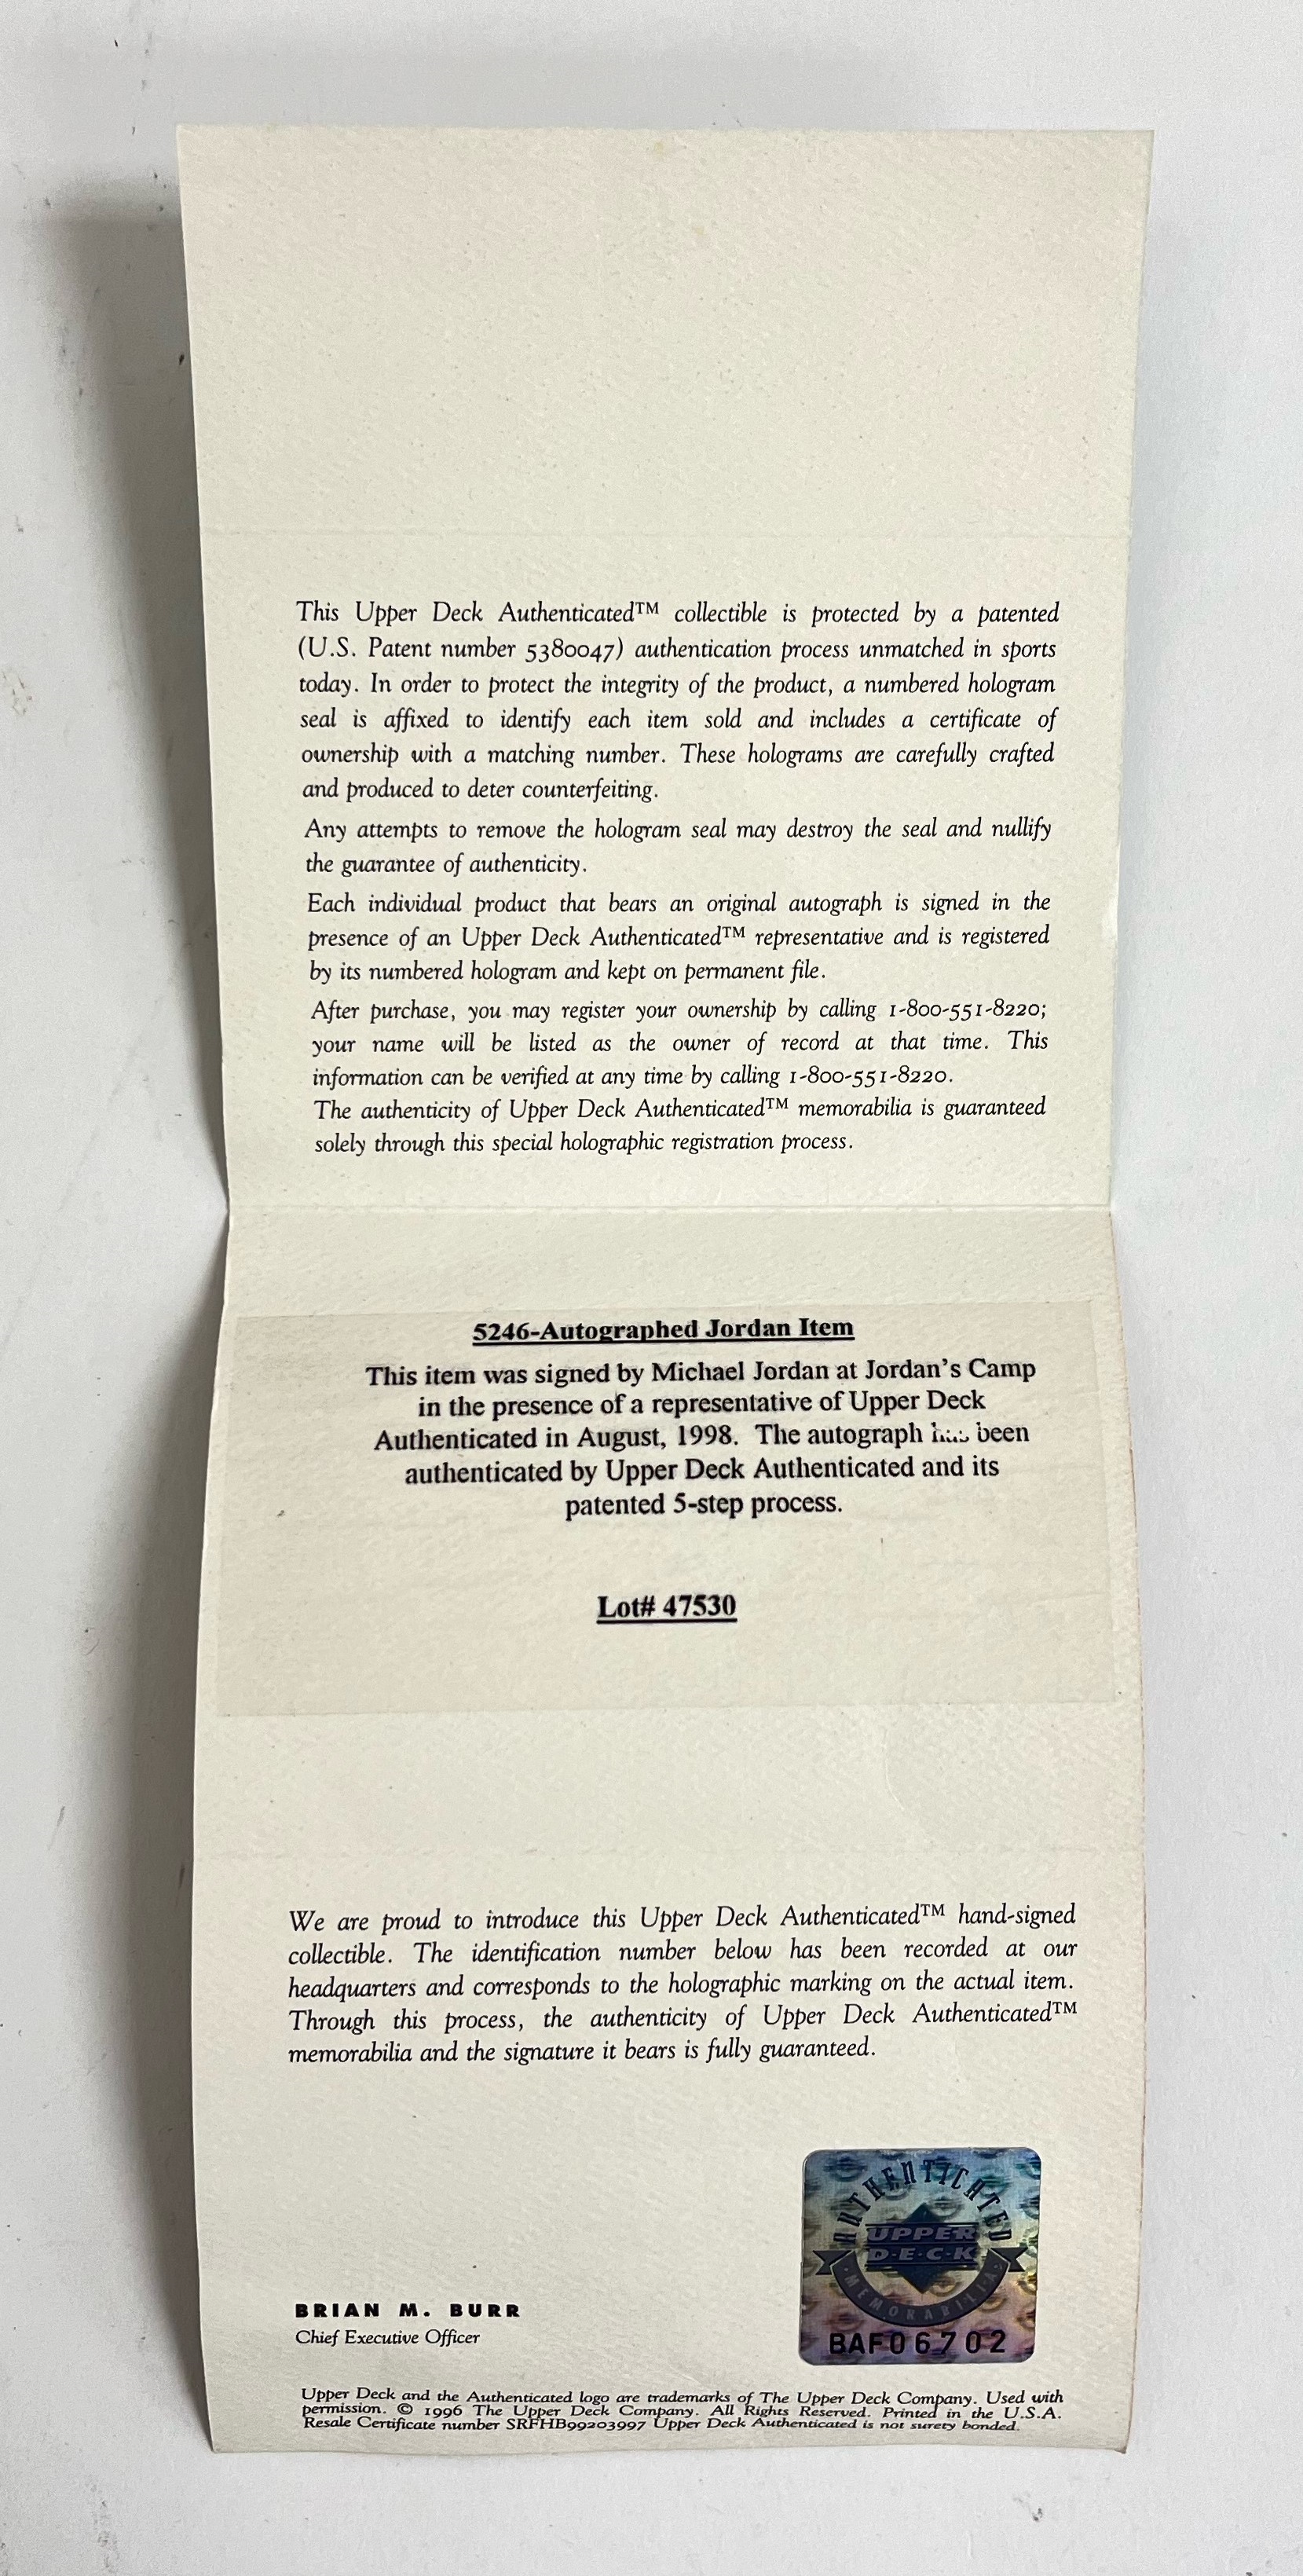 This Upper Deck Authenticated™ collectible is protected by a patented
(U.S. Patent number 5380047) authentication process unmatched in sports
today. In order to protect the integrity of the product, a numbered hologram
seal is affixed to identify each item sold and includes a certificate of
ownership with a matching number. These holograms are carefully crafted
and produced to deter counterfeiting.
Any attempts to remove the hologram seal may destroy the seal and nullify
the guarantee of authenticity.
Each individual product that bears an original autograph is signed in the
presence of an Upper Deck Authenticated™ representative and is registered
by its numbered hologram and kept on permanent file.
After purchase, you may register your ownership by calling 1-800-551-8220;
your name will be listed as the owner of record at that time. This
information can be verified at any time by calling 1-800-551-8220.
The authenticity of Upper Deck Authenticated™ memorabilia is guaranteed
solely through this special holographic registration process.
5246-Autographed Jordan Item
This item was signed by Michael Jordan at Jordan's Camp
in the presence of a representative of Upper Deck
Authenticated in August, 1998. The autograph has been
authenticated by Upper Deck Authenticated and its
patented 5-step process.
Lot# 47530
We are proud to introduce this Upper Deck Authenticated™ hand-signed
collectible. The identification number below has been recorded at our
headquarters and corresponds to the holographic marking on the actual item.
Through this process, the authenticity of Upper Deck Authenticated™
memorabilia and the signature it bears is fully guaranteed.
AUTHENTICATED
UPPER
D·E·C·K
MEMORABILIA
BAF06702
BRIAN M. BURR
Chief Executive Officer
Upper Deck and the Authenticated logo are trademarks of The Upper Deck Company. Used with
permission. © 1996 The Upper Deck Company. All Rights Reserved. Printed in the U.S.A.
Resale Certificate number SRFHB99203997 Upper Deck Authenticated is not surety bonded.